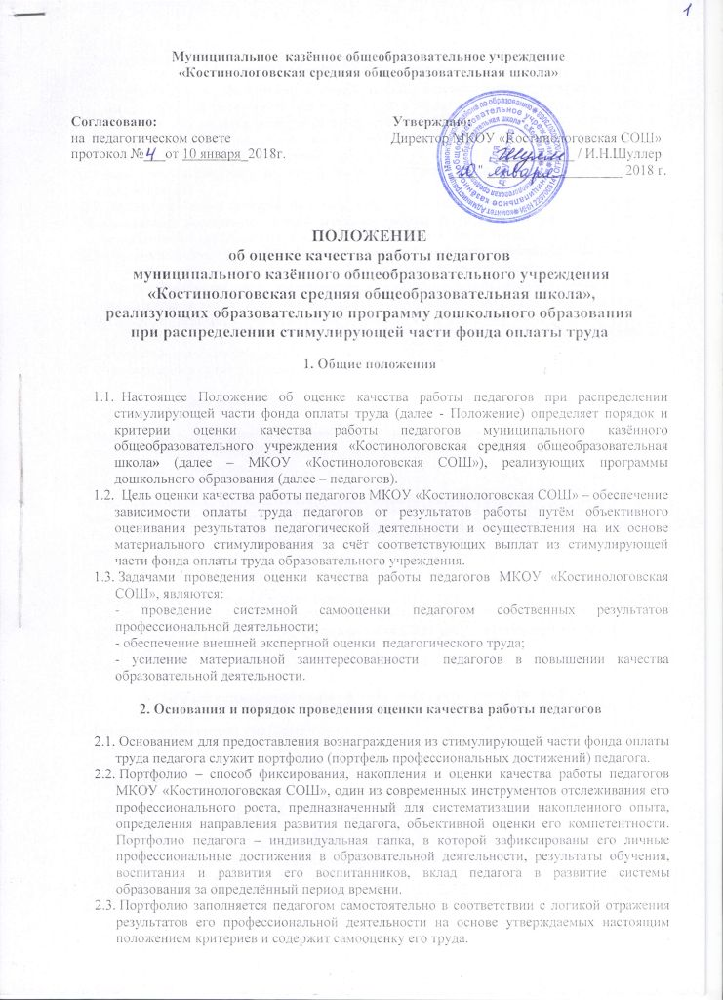 1
Муниципальное казённое общеобразовательное учреждение
«Костинологовская средняя общеобразовательная школа»
Согласовано: Утверждаю:
на педагогическом совете Директор МКОУ «Костинологовская СОШ»
протокол № 4 от 10 января 2018г. Шуллер / И.Н.Шуллер
10 " января 2018 г.
ПОЛОЖЕНИЕ
об оценке качества работы педагогов
муниципального казённого общеобразовательного учреждения
«Костинологовская средняя общеобразовательная школа»,
реализующих образовательную программу дошкольного образования
при распределении стимулирующей части фонда оплаты труда
1. Общие положения
1.1. Настоящее Положение об оценке качества работы педагогов при распределении
стимулирующей части фонда оплаты труда (далее - Положение) определяет порядок и
критерии оценки качества работы педагогов муниципального казённого
общеобразовательного учреждения «Костинологовская средняя общеобразовательная
школа» (далее – МКОУ «Костинологовская СОШ»), реализующих программы
дошкольного образования (далее – педагогов).
1.2. Цель оценки качества работы педагогов МКОУ «Костинологовская СОШ» – обеспечение
зависимости оплаты труда педагогов от результатов работы путём объективного
оценивания результатов педагогической деятельности и осуществления на их основе
материального стимулирования за счёт соответствующих выплат из стимулирующей
части фонда оплаты труда образовательного учреждения.
1.3. Задачами проведения оценки качества работы педагогов МКОУ «Костинологовская
СОШ», являются:
- проведение системной самооценки педагогом собственных результатов
профессиональной деятельности;
- обеспечение внешней экспертной оценки педагогического труда;
- усиление материальной заинтересованности педагогов в повышении качества
образовательной деятельности.
2. Основания и порядок проведения оценки качества работы педагогов
2.1. Основанием для предоставления вознаграждения из стимулирующей части фонда оплаты
труда педагога служит портфолио (портфель профессиональных достижений) педагога.
2.2. Портфолио – способ фиксирования, накопления и оценки качества работы педагогов
МКОУ «Костинологовская СОШ», один из современных инструментов отслеживания его
профессионального роста, предназначенный для систематизации накопленного опыта,
определения направления развития педагога, объективной оценки его компетентности.
Портфолио педагога – индивидуальная папка, в которой зафиксированы его личные
профессиональные достижения в образовательной деятельности, результаты обучения,
воспитания и развития его воспитанников, вклад педагога в развитие системы
образования за определённый период времени.
2.3. Портфолио заполняется педагогом самостоятельно в соответствии с логикой отражения
результатов его профессиональной деятельности на основе утверждаемых настоящим
положением критериев и содержит самооценку его труда.